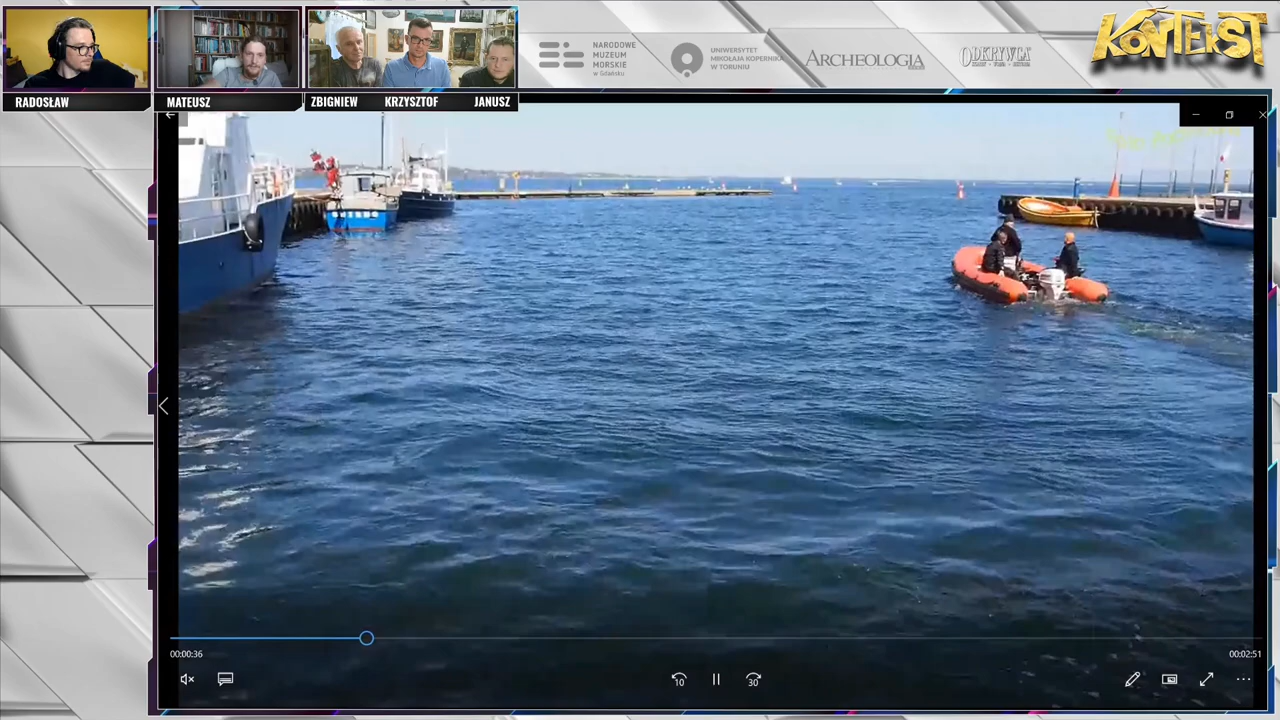 RADOSŁAW
MATEUSZ
ZBIGNIEW
KRZYSZTOF
JANUSZ
NARODOWE
MUZEUM
MORSKIE
w Gdańsku
UNIWERSYTET
MIKOŁAJA KOPERNIKA
W TORUNIU
ARCHEOLOGIA
ODKRYWCA
KONTEKST
00:00:36
00:02:51
10
30